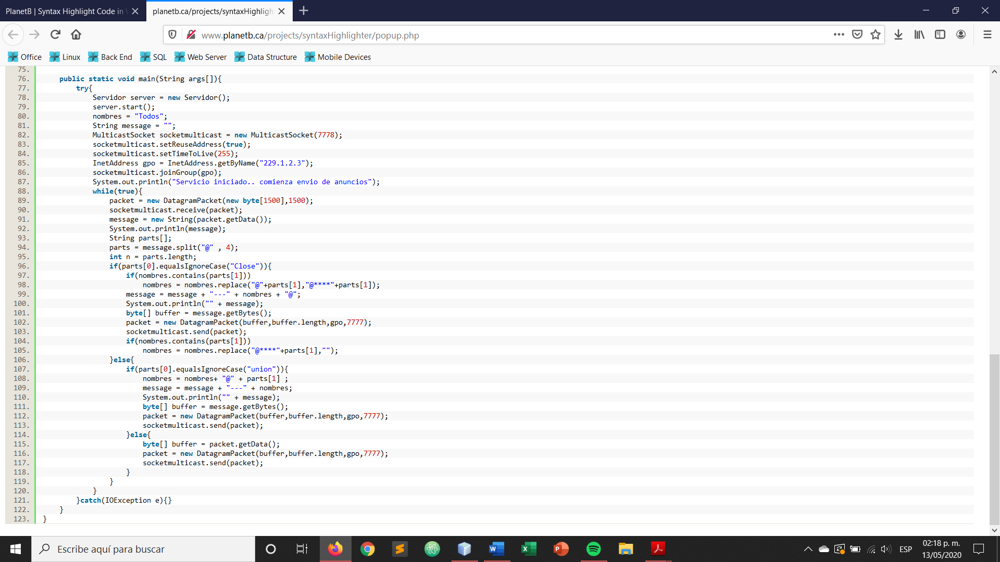 PlanetB | Syntax Highlight Code in
planetb.ca/projects/syntaxHighligh
www.planetb.ca/projects/syntaxHighlighter/popup.php
Office Linux Back End SQL Web Server Data Structure Mobile Devices
75.
76. public static void main(String args[]){
77. try{
78. Servidor server = new Servidor();
79. server.start();
80. nombres = "Todos";
81. String message = "";
82. MulticastSocket socketmulticast = new MulticastSocket(7778);
83. socketmulticast.setReuseAddress(true);
84. socketmulticast.setTimeToLive(255);
85. InetAddress gpo = InetAddress.getByName("229.1.2.3");
86. socketmulticast.joinGroup(gpo);
87. System.out.println("Servicio iniciado.. comienza envio de anuncios");
88. while(true){
89. packet = new DatagramPacket(new byte[1500],1500);
90. socketmulticast.receive(packet);
91. message = new String(packet.getData());
92. System.out.println(message);
93. String parts[];
94. parts = message.split("@" , 4);
95. int n = parts.length;
96. if(parts[0].equalsIgnoreCase("Close")){
97. if(nombres.contains(parts[1]))
98. nombres = nombres.replace("@"+parts[1],"@****"+parts[1]);
99. message = message + "---" + nombres + "@";
100. System.out.println("" + message);
101. byte[] buffer = message.getBytes();
102. packet = new DatagramPacket(buffer,buffer.length,gpo,7777);
103. socketmulticast.send(packet);
104. if(nombres.contains(parts[1]))
105. nombres = nombres.replace("@****"+parts[1],"");
106. }else{
107. if(parts[0].equalsIgnoreCase("union")){
108. nombres = nombres+ "@" + parts[1] ;
109. message = message + "---" + nombres;
110. System.out.println("" + message);
111. byte[] buffer = message.getBytes();
112. packet = new DatagramPacket(buffer,buffer.length,gpo,7777);
113. socketmulticast.send(packet);
114. }else{
115. byte[] buffer = packet.getData();
116. packet = new DatagramPacket(buffer,buffer.length,gpo,7777);
117. socketmulticast.send(packet);
118. }
119. }
120. }
121. }catch(IOException e){}
122. }
123. }
Escribe aquí para buscar
ESP
02:18 p. m.
13/05/2020